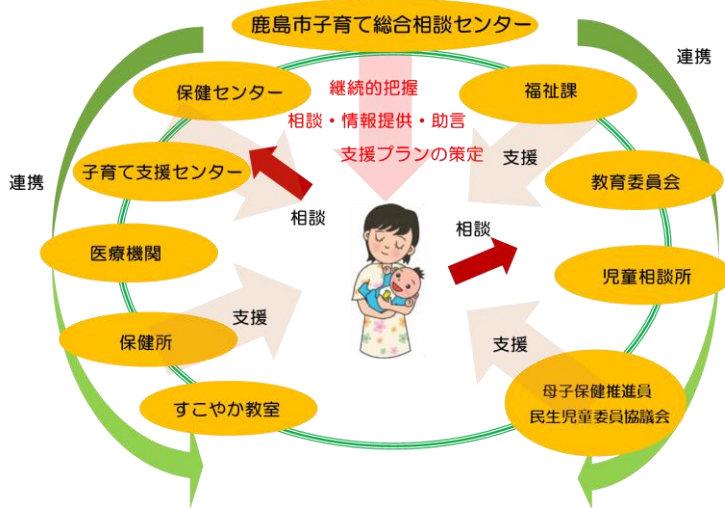 鹿島市子育て総合相談センター
連携
連携
保健センター
継続的把握
福祉課
相談・情報提供・助言
支援プランの策定
支援
子育て支援センター
教育委員会
相談
相談
医療機関
児童相談所
支援
保健所
支援
母子保健推進員
民生児童委員協議会
すこやか教室